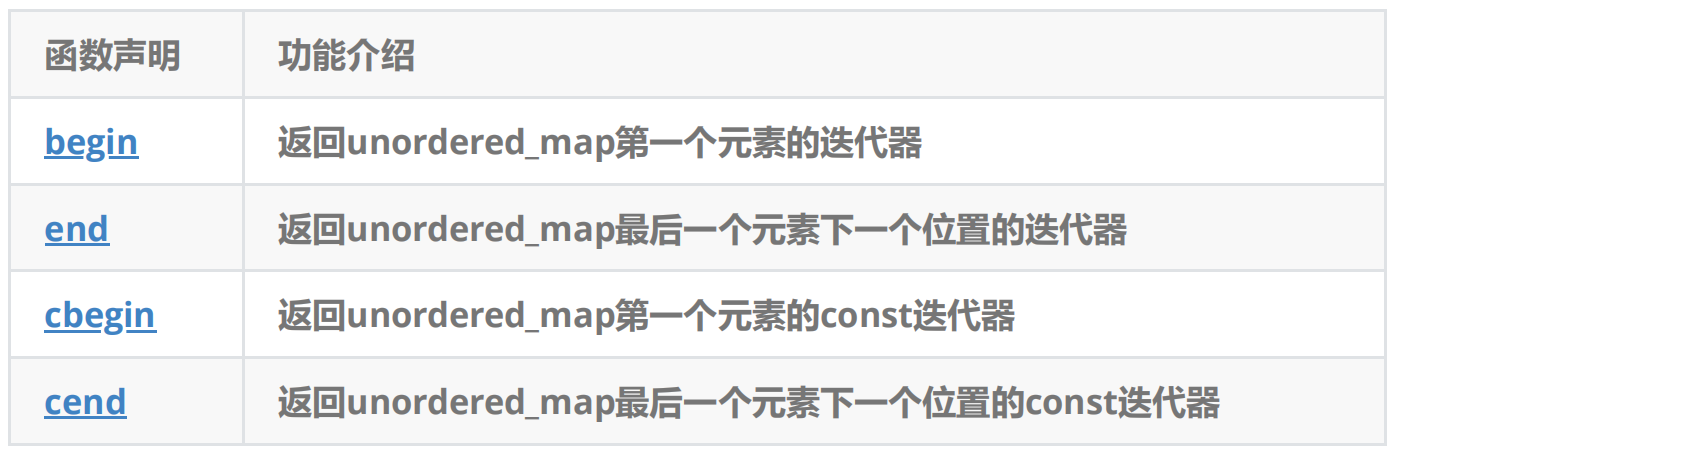 函数声明 功能介绍
begin 返回unordered_map第一个元素的迭代器
end 返回unordered_map最后一个元素下一个位置的迭代器
cbegin 返回unordered_map第一个元素的const迭代器
cend 返回unordered_map最后一个元素下一个位置的const迭代器